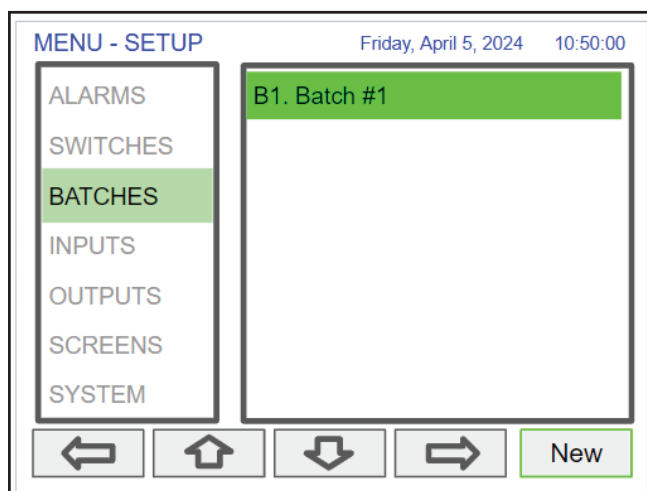 MENU - SETUP
Friday, April 5, 2024 10:50:00
ALARMS
SWITCHES
BATCHES
INPUTS
OUTPUTS
SCREENS
SYSTEM
B1. Batch #1
New